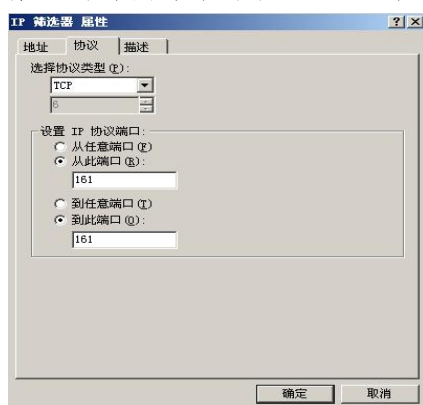 IP 筛选器 属性
地址 协议 描述
选择协议类型(P):
TCP
6
设置 IP 协议端口:
从任意端口(F)
从此端口(R):
161
到任意端口(T)
到此端口(O):
161
确定 取消